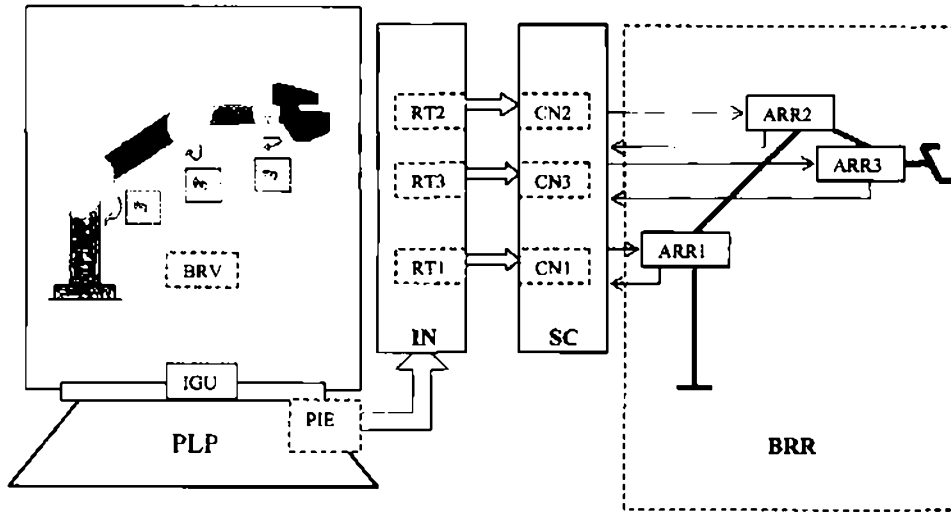 RT2
CN2
ARR2
RT3
CN3
ARR3
RT1
CN1
ARR1
BRV
IN
SC
IGU
PIE
PLP
BRR